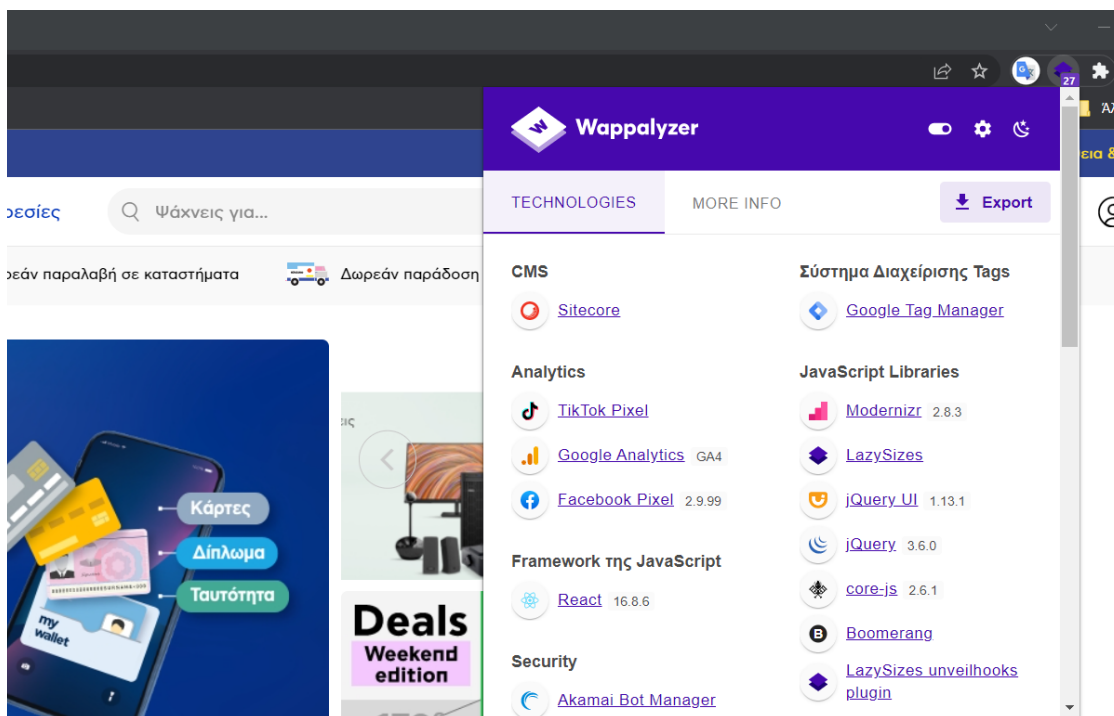 27
Wappalyzer
TECHNOLOGIES
MORE INFO
Export
Ψάχνεις για...
παραλαβή σε καταστήματα
Δωρεάν παράδοση
CMS
Sitecore
Analytics
TikTok Pixel
Google Analytics GA4
Facebook Pixel 2.9.99
Framework της JavaScript
React 16.8.6
Security
Akamai Bot Manager
Σύστημα Διαχείρισης Tags
Google Tag Manager
JavaScript Libraries
Modernizr 2.8.3
LazySizes
jQuery UI 1.13.1
jQuery 3.6.0
core-js 2.6.1
Boomerang
LazySizes unveilhooks
plugin
Κάρτες
Δίπλωμα
Ταυτότητα
my
wallet
Deals
Weekend
edition